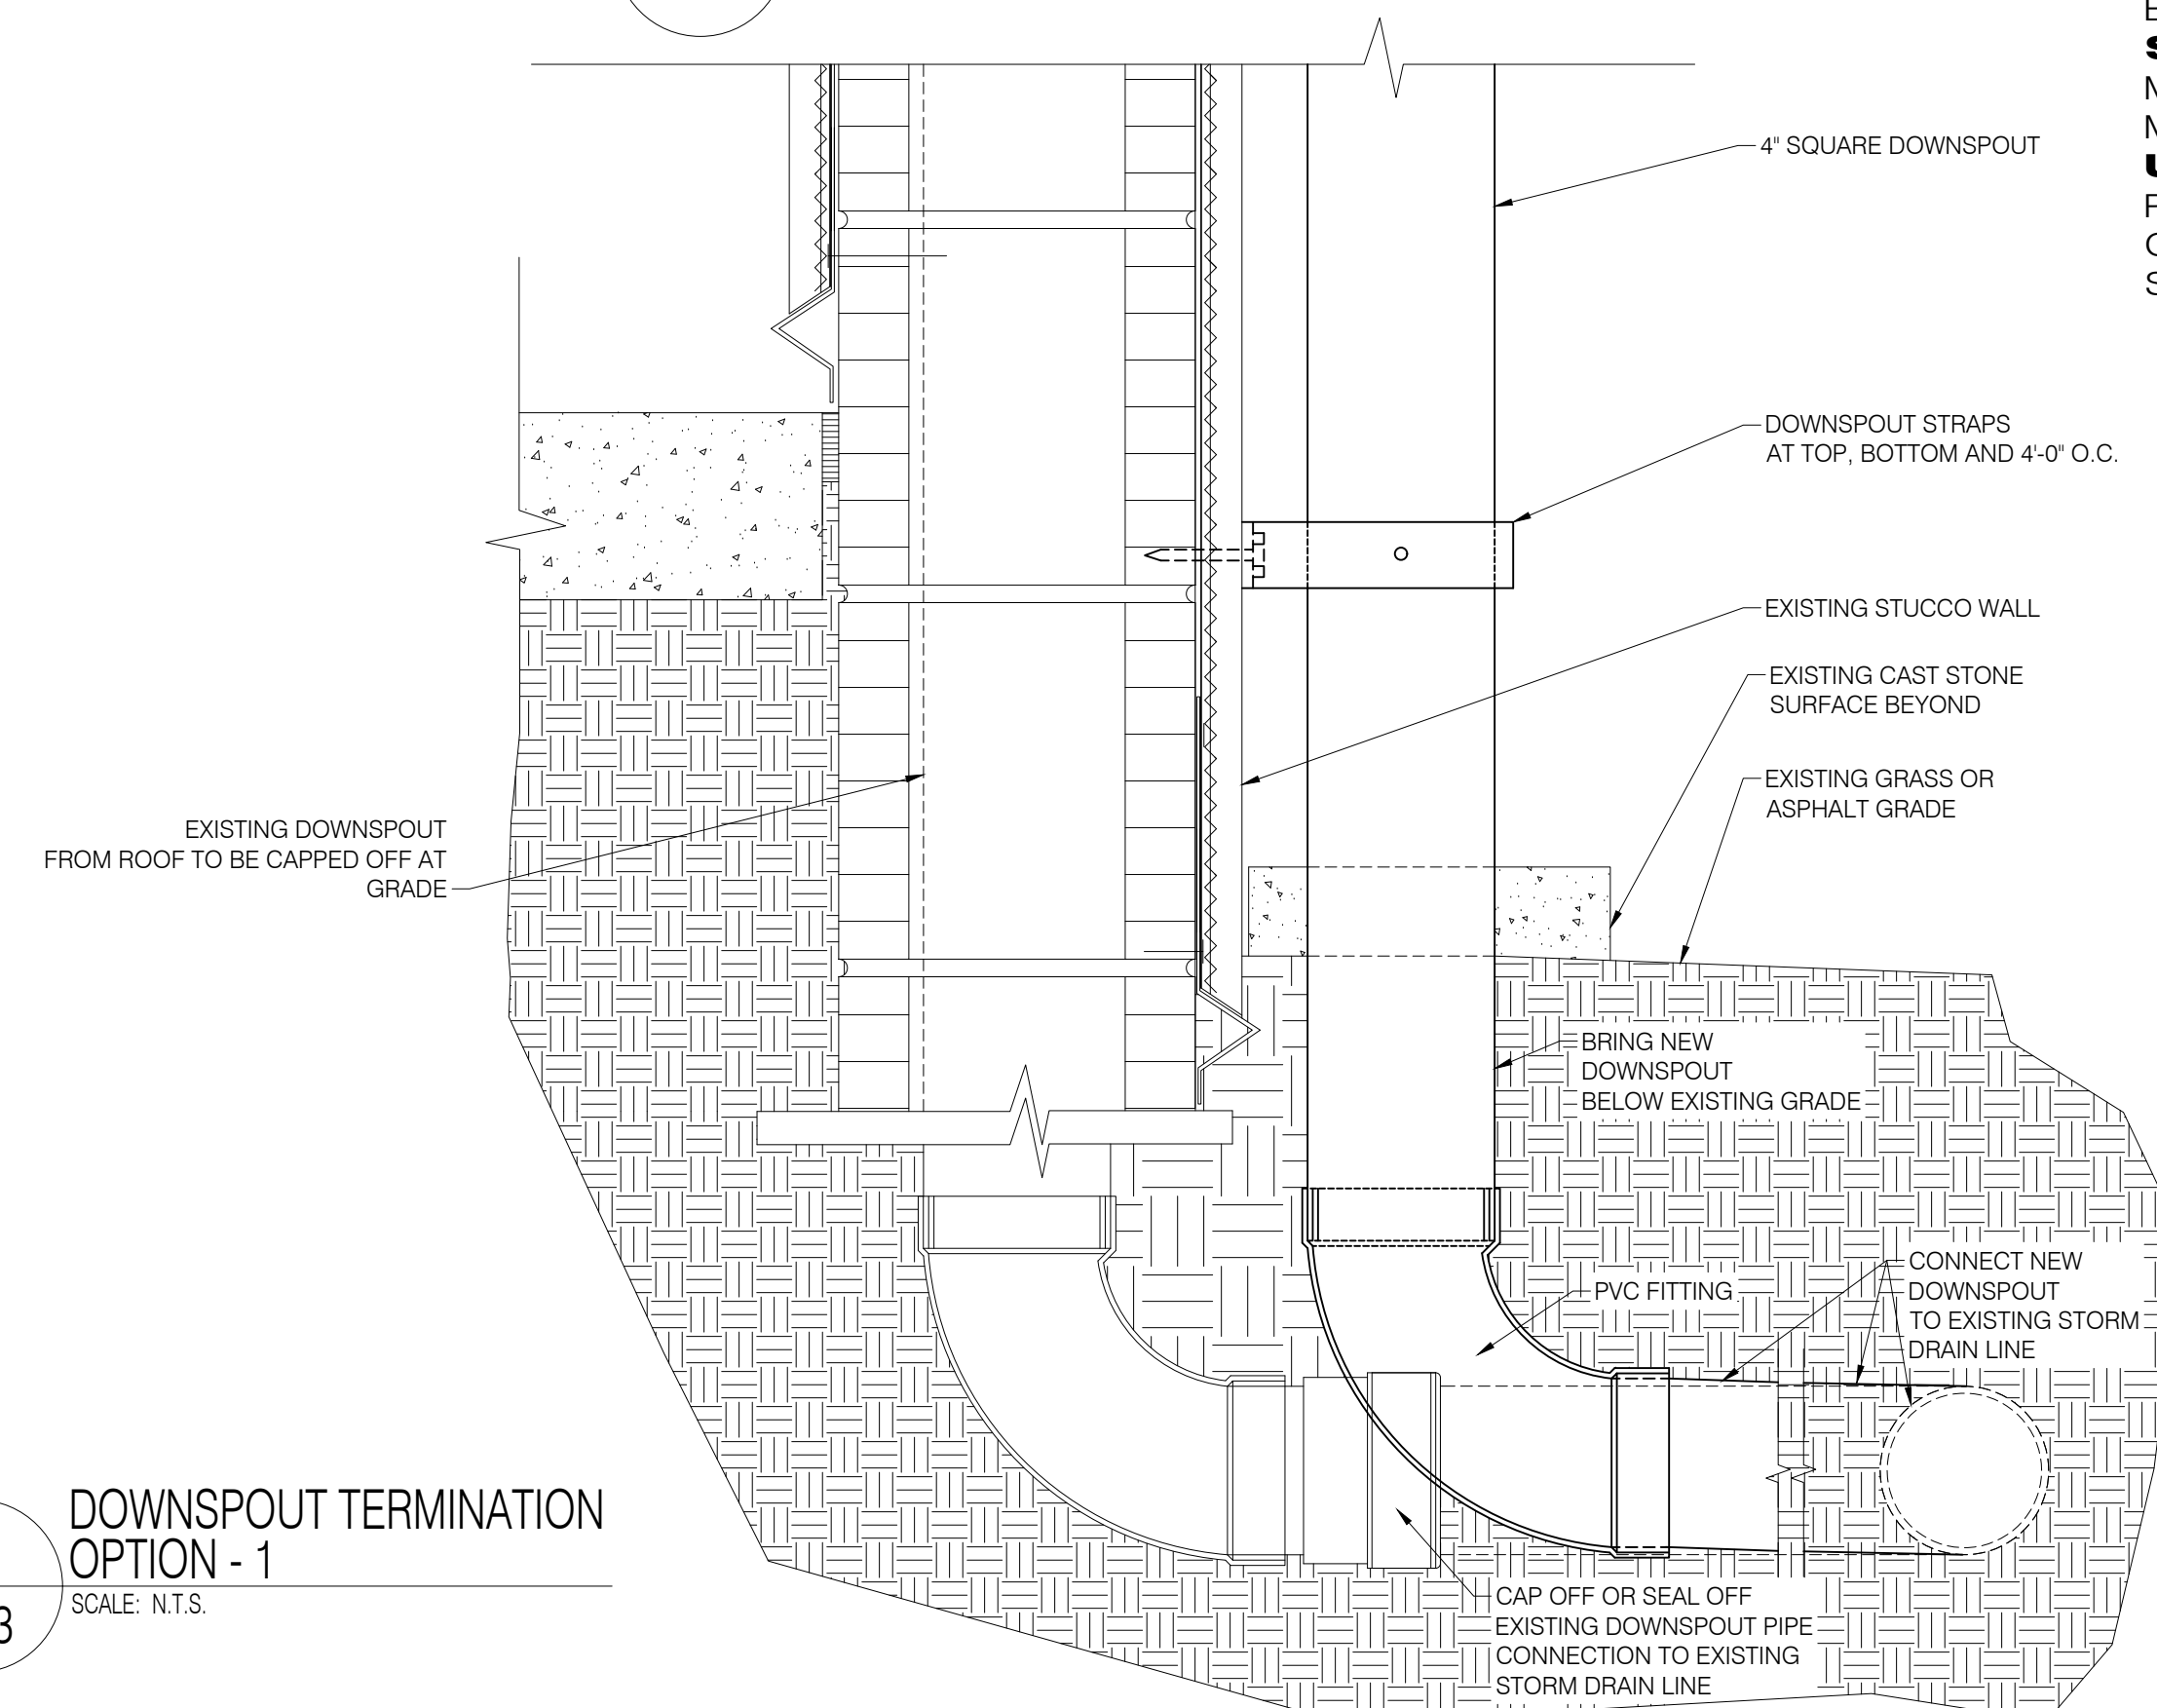 4" SQUARE DOWNSPOUT
DOWNSPOUT STRAPS
AT TOP, BOTTOM AND 4'-0" O.C.
EXISTING STUCCO WALL
EXISTING CAST STONE
SURFACE BEYOND
EXISTING GRASS OR
ASPHALT GRADE
EXISTING DOWNSPOUT
FROM ROOF TO BE CAPPED OFF AT
GRADE
BRING NEW
DOWNSPOUT
BELOW EXISTING GRADE
CONNECT NEW
DOWNSPOUT
TO EXISTING STORM
DRAIN LINE
PVC FITTING
CAP OFF OR SEAL OFF
EXISTING DOWNSPOUT PIPE
CONNECTION TO EXISTING
STORM DRAIN LINE
DOWNSPOUT TERMINATION
OPTION - 1
SCALE: N.T.S.
3